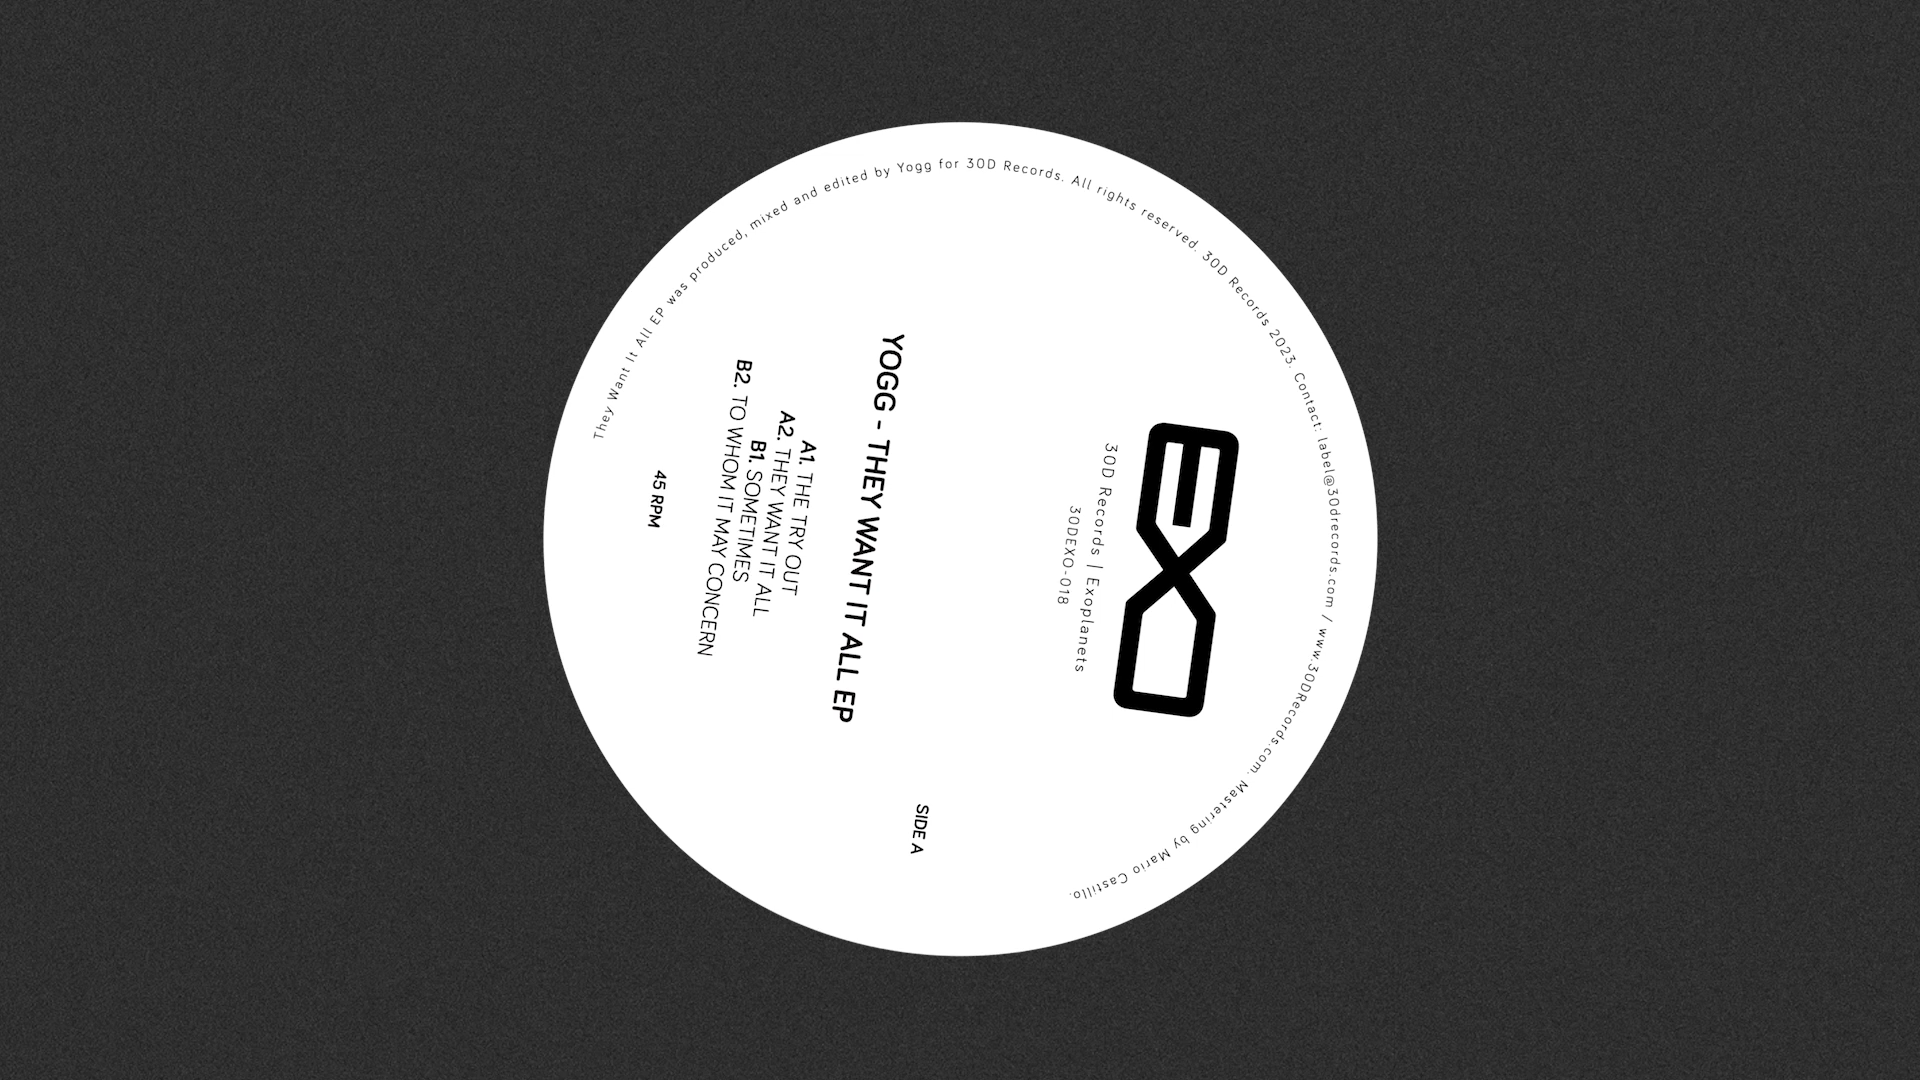 EXO
30D Records | Exoplanets
30DEXO-018
SIDE A
YOGG - THEY WANT IT ALL EP
A1. THE TRY OUT
A2. THEY WANT IT ALL
B1. SOMETIMES
B2. TO WHOM IT MAY CONCERN
45 RPM
They Want It All EP was produced, mixed and edited by Yogg for 30D Records. All rights reserved. 30D Records 2023. Contact: label@30drecords.com / www.30DRecords.com. Mastering by Mario Castillo.